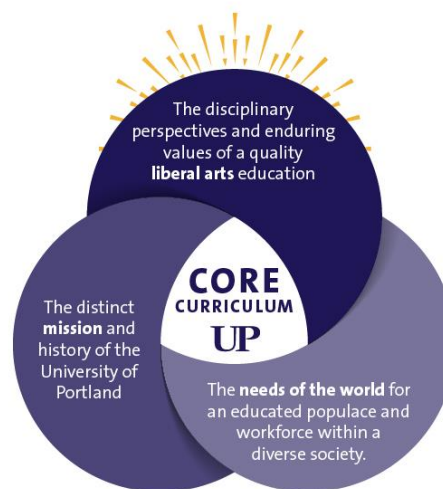 The disciplinary
perspectives and enduring
values of a quality
liberal arts education
CORE
CURRICULUM
UP
The distinct
mission and
history of the
University of
Portland
The needs of the world for
an educated populace and
workforce within a
diverse society.